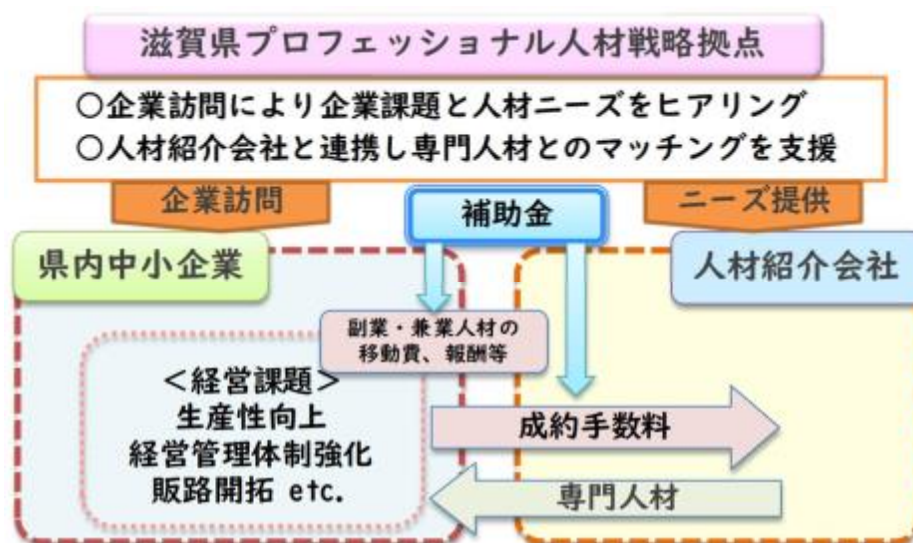 滋賀県プロフェッショナル人材戦略拠点
○企業訪問により企業課題と人材ニーズをヒアリング
○人材紹介会社と連携し専門人材とのマッチングを支援
企業訪問
補助金
ニーズ提供
県内中小企業
人材紹介会社
副業・兼業人材の
移動費、報酬等
＜経営課題＞
生産性向上
経営管理体制強化
販路開拓 etc.
成約手数料
専門人材